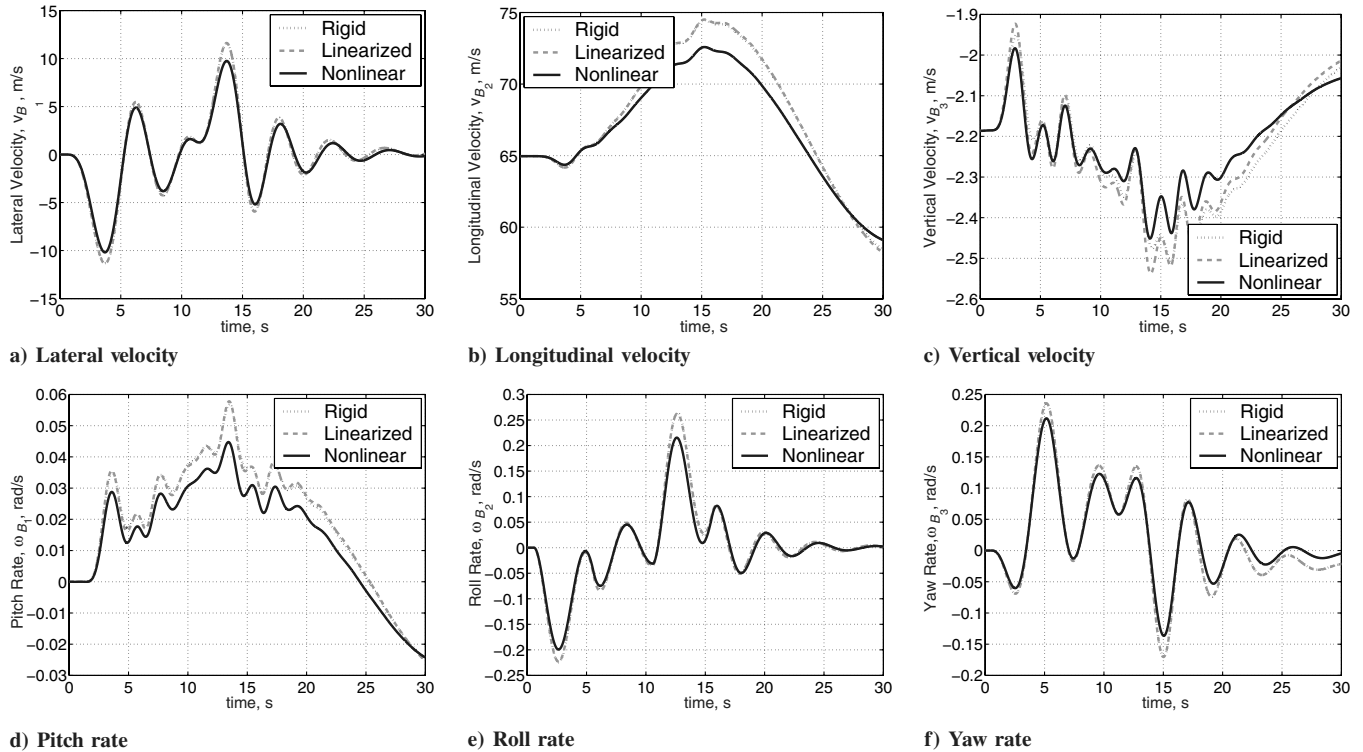 15
10
5
0
−5
−10
−15
Lateral Velocity, vB1, m/s
Rigid
Linearized
Nonlinear
0 5 10 15 20 25 30
time, s
a) Lateral velocity
75
70
65
60
55
Longitudinal Velocity, vB2, m/s
Rigid
Linearized
Nonlinear
0 5 10 15 20 25 30
time, s
b) Longitudinal velocity
−1.9
−2
−2.1
−2.2
−2.3
−2.4
−2.5
−2.6
Vertical Velocity, vB3, m/s
Rigid
Linearized
Nonlinear
0 5 10 15 20 25 30
time, s
c) Vertical velocity
0.06
0.05
0.04
0.03
0.02
0.01
0
−0.01
−0.02
−0.03
Pitch Rate, ωB1, rad/s
Rigid
Linearized
Nonlinear
0 5 10 15 20 25 30
time, s
d) Pitch rate
0.3
0.25
0.2
0.15
0.1
0.05
0
−0.05
−0.1
−0.15
−0.2
−0.25
Roll Rate, ωB2, rad/s
Rigid
Linearized
Nonlinear
0 5 10 15 20 25 30
time, s
e) Roll rate
0.25
0.2
0.15
0.1
0.05
0
−0.05
−0.1
−0.15
−0.2
Yaw Rate,ωB3, rad/s
Rigid
Linearized
Nonlinear
0 5 10 15 20 25 30
time, s
f) Yaw rate